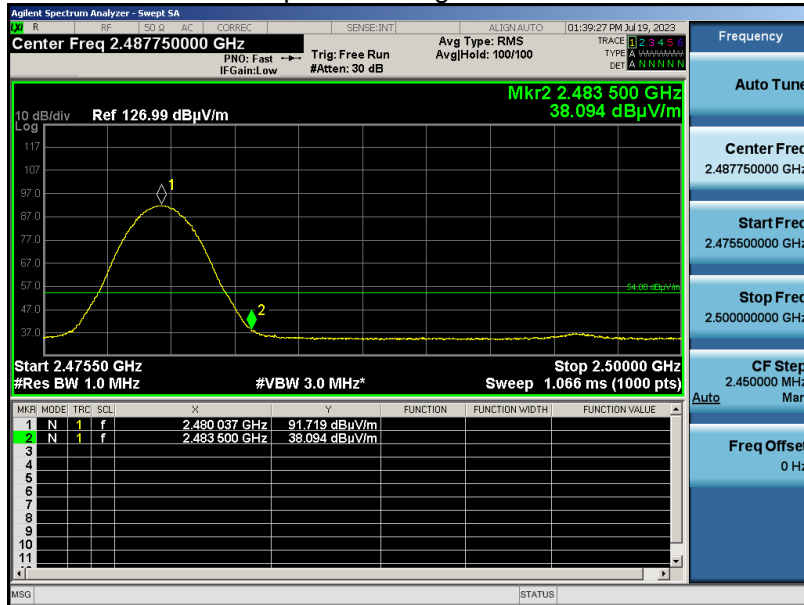 Agilent Spectrum Analyzer - Swept SA
LXI R RF 50 Ω AC CORREC SENSE:INT ALIGN AUTO 01:39:27 PM Jul 19, 2023
Center Freq 2.487750000 GHz
PNO: Fast
IFGain:Low
Trig: Free Run
#Atten: 30 dB
Avg Type: RMS
Avg|Hold: 100/100
TRACE 1 2 3 4 5 6
TYPE A
DET A N N N N N
Mkr2 2.483 500 GHz
38.094 dBµV/m
10 dB/div Ref 126.99 dBµV/m
Log
117
107
97.0
87.0
77.0
67.0
57.0
47.0
37.0
1
2
54.00 dBµV/m
Start 2.47550 GHz Stop 2.50000 GHz
#Res BW 1.0 MHz #VBW 3.0 MHz* Sweep 1.066 ms (1000 pts)
MKR MODE TRC SCL X Y FUNCTION FUNCTION WIDTH FUNCTION VALUE
1 N 1 f 2.480 037 GHz 91.719 dBµV/m
2 N 1 f 2.483 500 GHz 38.094 dBµV/m
3
4
5
6
7
8
9
10
11
MSG STATUS
Frequency
Auto Tune
Center Freq
2.487750000 GHz
Start Freq
2.475500000 GHz
Stop Freq
2.500000000 GHz
CF Step
2.450000 MHz
Auto Man
Freq Offset
0 Hz